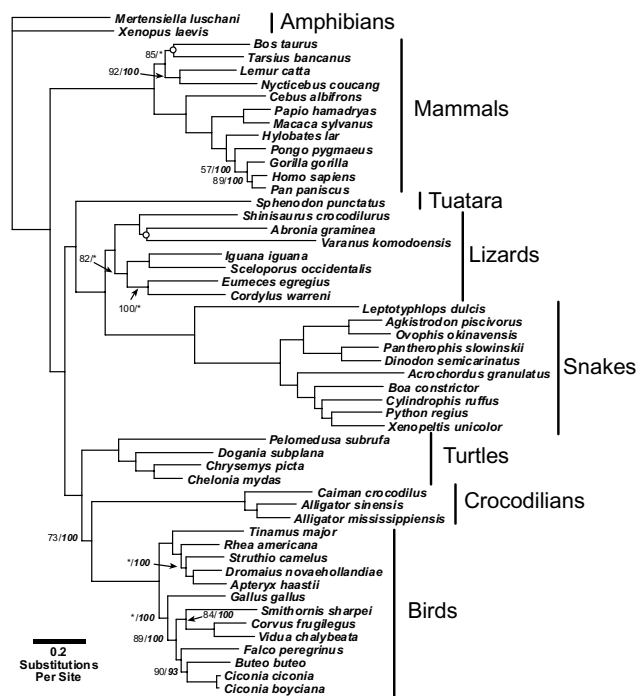 Mertensiella luschani
Xenopus laevis
Amphibians
Bos taurus
85/*
Tarsius bancanus
Lemur catta
92/100
Nycticebus coucang
Cebus albifrons
Papio hamadryas
Mammals
Macaca sylvanus
Hylobates lar
Pongo pygmaeus
57/100
Gorilla gorilla
89/100
Homo sapiens
Pan paniscus
Sphenodon punctatus
Tuatara
Shinisaurus crocodilurus
Abronia graminea
Varanus komodoensis
82/*
Iguana iguana
Lizards
Sceloporus occidentalis
Eumeces egregius
100/*
Cordylus warreni
Leptotyphlops dulcis
Agkistrodon piscivorus
Ovophis okinavensis
Pantherophis slowinskii
Dinodon semicarinatus
Snakes
Acrochordus granulatus
Boa constrictor
Cylindrophis ruffus
Python regius
Xenopeltis unicolor
Pelomedusa subrufa
Dogania subplana
Turtles
Chrysemys picta
Chelonia mydas
Caiman crocodilus
Crocodilians
Alligator sinensis
Alligator mississippiensis
73/100
Tinamus major
Rhea americana
Struthio camelus
*/100
Dromaius novaehollandiae
Apteryx haastii
Gallus gallus
Birds
*/100
Smithornis sharpei
84/100
Corvus frugilegus
89/100
Vidua chalybeata
Falco peregrinus
Buteo buteo
90/93
Ciconia ciconia
Ciconia boyciana
0.2
Substitutions
Per Site